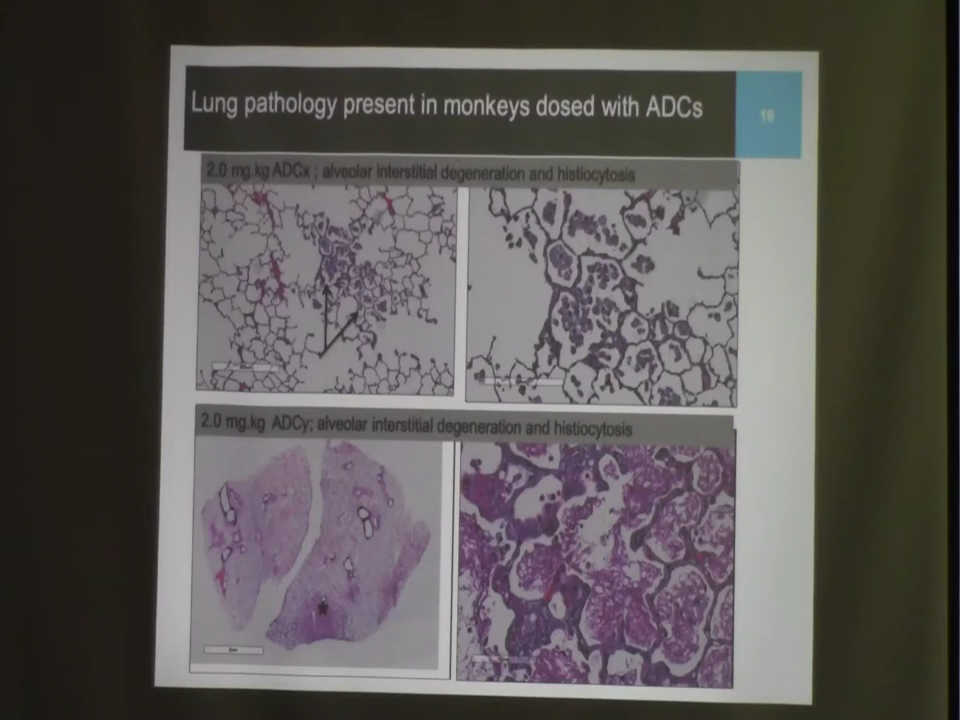 Lung pathology present in monkeys dosed with ADCs
2.0 mg.kg ADCx ; alveolar interstitial degeneration and histiocytosis
2.0 mg.kg ADCy; alveolar interstitial degeneration and histiocytosis